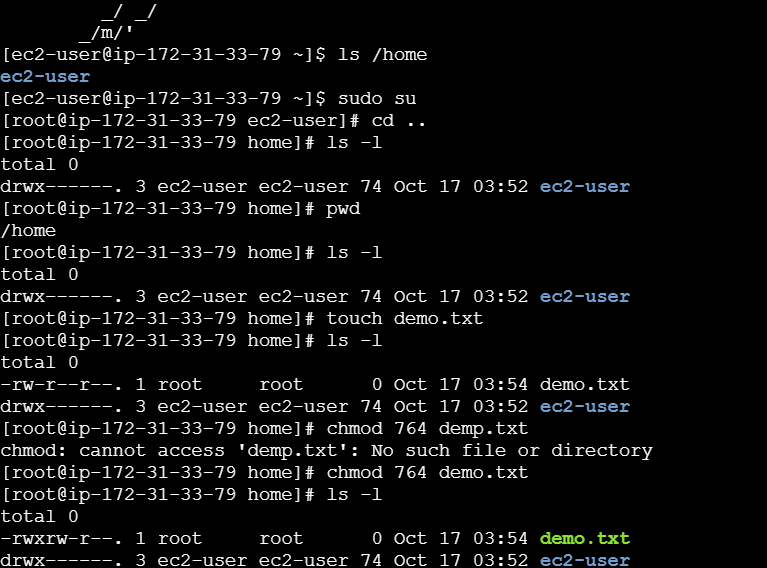 _/ _/
_/m/'
[ec2-user@ip-172-31-33-79 ~]$ ls /home
ec2-user
[ec2-user@ip-172-31-33-79 ~]$ sudo su
[root@ip-172-31-33-79 ec2-user]# cd ..
[root@ip-172-31-33-79 home]# ls -l
total 0
drwx------. 3 ec2-user ec2-user 74 Oct 17 03:52 ec2-user
[root@ip-172-31-33-79 home]# pwd
/home
[root@ip-172-31-33-79 home]# ls -l
total 0
drwx------. 3 ec2-user ec2-user 74 Oct 17 03:52 ec2-user
[root@ip-172-31-33-79 home]# touch demo.txt
[root@ip-172-31-33-79 home]# ls -l
total 0
-rw-r--r--. 1 root     root      0 Oct 17 03:54 demo.txt
drwx------. 3 ec2-user ec2-user 74 Oct 17 03:52 ec2-user
[root@ip-172-31-33-79 home]# chmod 764 demp.txt
chmod: cannot access 'demp.txt': No such file or directory
[root@ip-172-31-33-79 home]# chmod 764 demo.txt
[root@ip-172-31-33-79 home]# ls -l
total 0
-rwxrw-r--. 1 root     root      0 Oct 17 03:54 demo.txt
drwx------. 3 ec2-user ec2-user 74 Oct 17 03:52 ec2-user